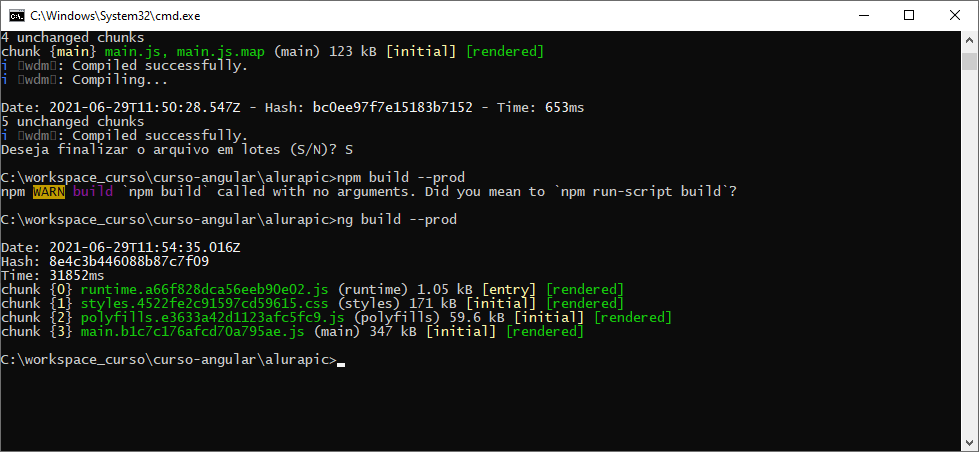 C:\Windows\System32\cmd.exe
4 unchanged chunks
chunk {main} main.js, main.js.map (main) 123 kB [initial] [rendered]
i ｢wdm｣: Compiled successfully.
i ｢wdm｣: Compiling...
Date: 2021-06-29T11:50:28.547Z - Hash: bc0ee97f7e15183b7152 - Time: 653ms
5 unchanged chunks
i ｢wdm｣: Compiled successfully.
Deseja finalizar o arquivo em lotes (S/N)? S
C:\workspace_curso\curso-angular\alurapic>npm build --prod
npm WARN build `npm build` called with no arguments. Did you mean to `npm run-script build`?
C:\workspace_curso\curso-angular\alurapic>ng build --prod
Date: 2021-06-29T11:54:35.016Z
Hash: 8e4c3b446088b87c7f09
Time: 31852ms
chunk {0} runtime.a66f828dca56eeb90e02.js (runtime) 1.05 kB [entry] [rendered]
chunk {1} styles.4522fe2c91597cd59615.css (styles) 171 kB [initial] [rendered]
chunk {2} polyfills.e3633a42d1123afc5fc9.js (polyfills) 59.6 kB [initial] [rendered]
chunk {3} main.b1c7c176afcd70a795ae.js (main) 347 kB [initial] [rendered]
C:\workspace_curso\curso-angular\alurapic>